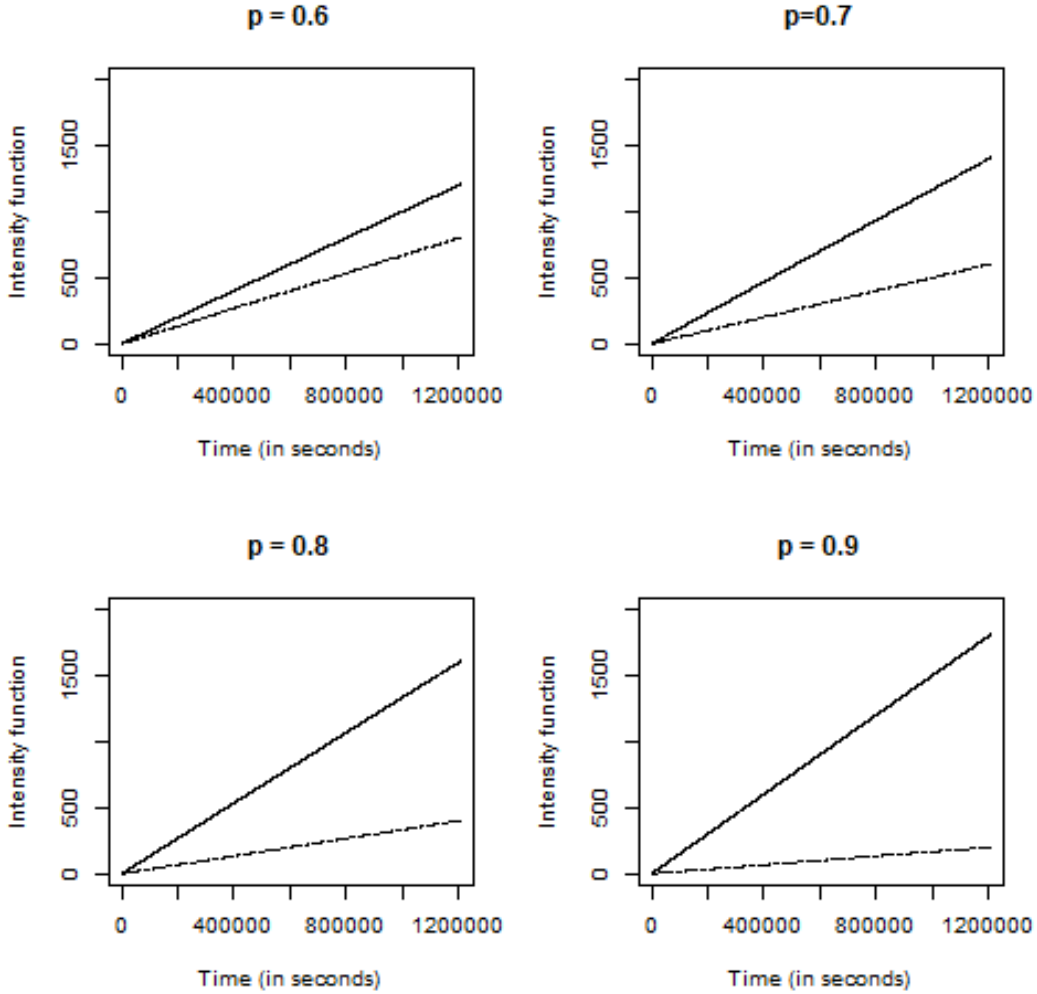 p = 0.6
Intensity function
1500
500
0
0 400000 800000 1200000
Time (in seconds)
p=0.7
Intensity function
1500
500
0
0 400000 800000 1200000
Time (in seconds)
p = 0.8
Intensity function
1500
500
0
0 400000 800000 1200000
Time (in seconds)
p = 0.9
Intensity function
1500
500
0
0 400000 800000 1200000
Time (in seconds)